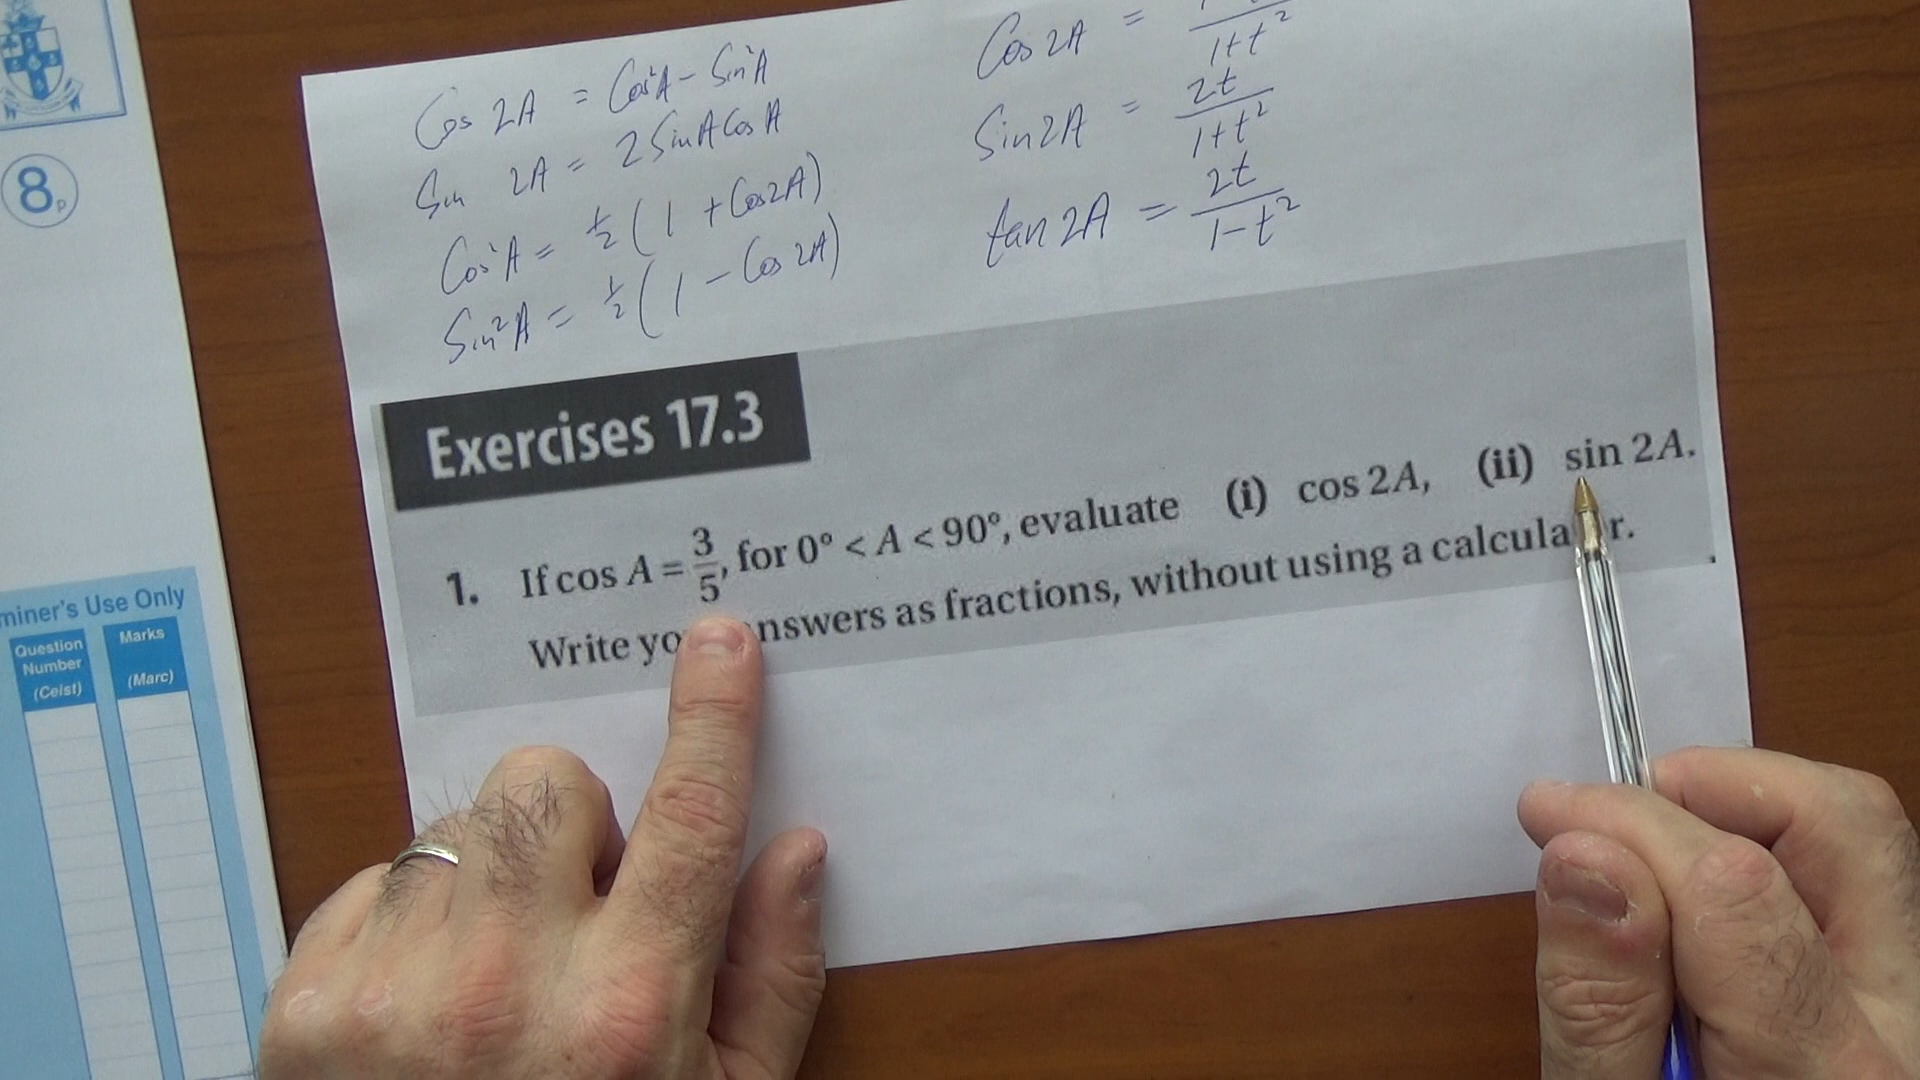 Cos 2A = Cos²A - Sin²A
Sin 2A = 2 Sin A Cos A
Cos²A = ½ (1 + Cos 2A)
Sin²A = ½ (1 - Cos 2A)
Cos 2A = / 1+t²
Sin 2A = 2t / 1+t²
tan 2A = 2t / 1-t²
Exercises 17.3
1. If cos A = 3/5, for 0° < A < 90°, evaluate (i) cos 2A, (ii) sin 2A.
Write yo nswers as fractions, without using a calcula r.
8p
miner's Use Only
Question Number (Ceist)
Marks (Marc)